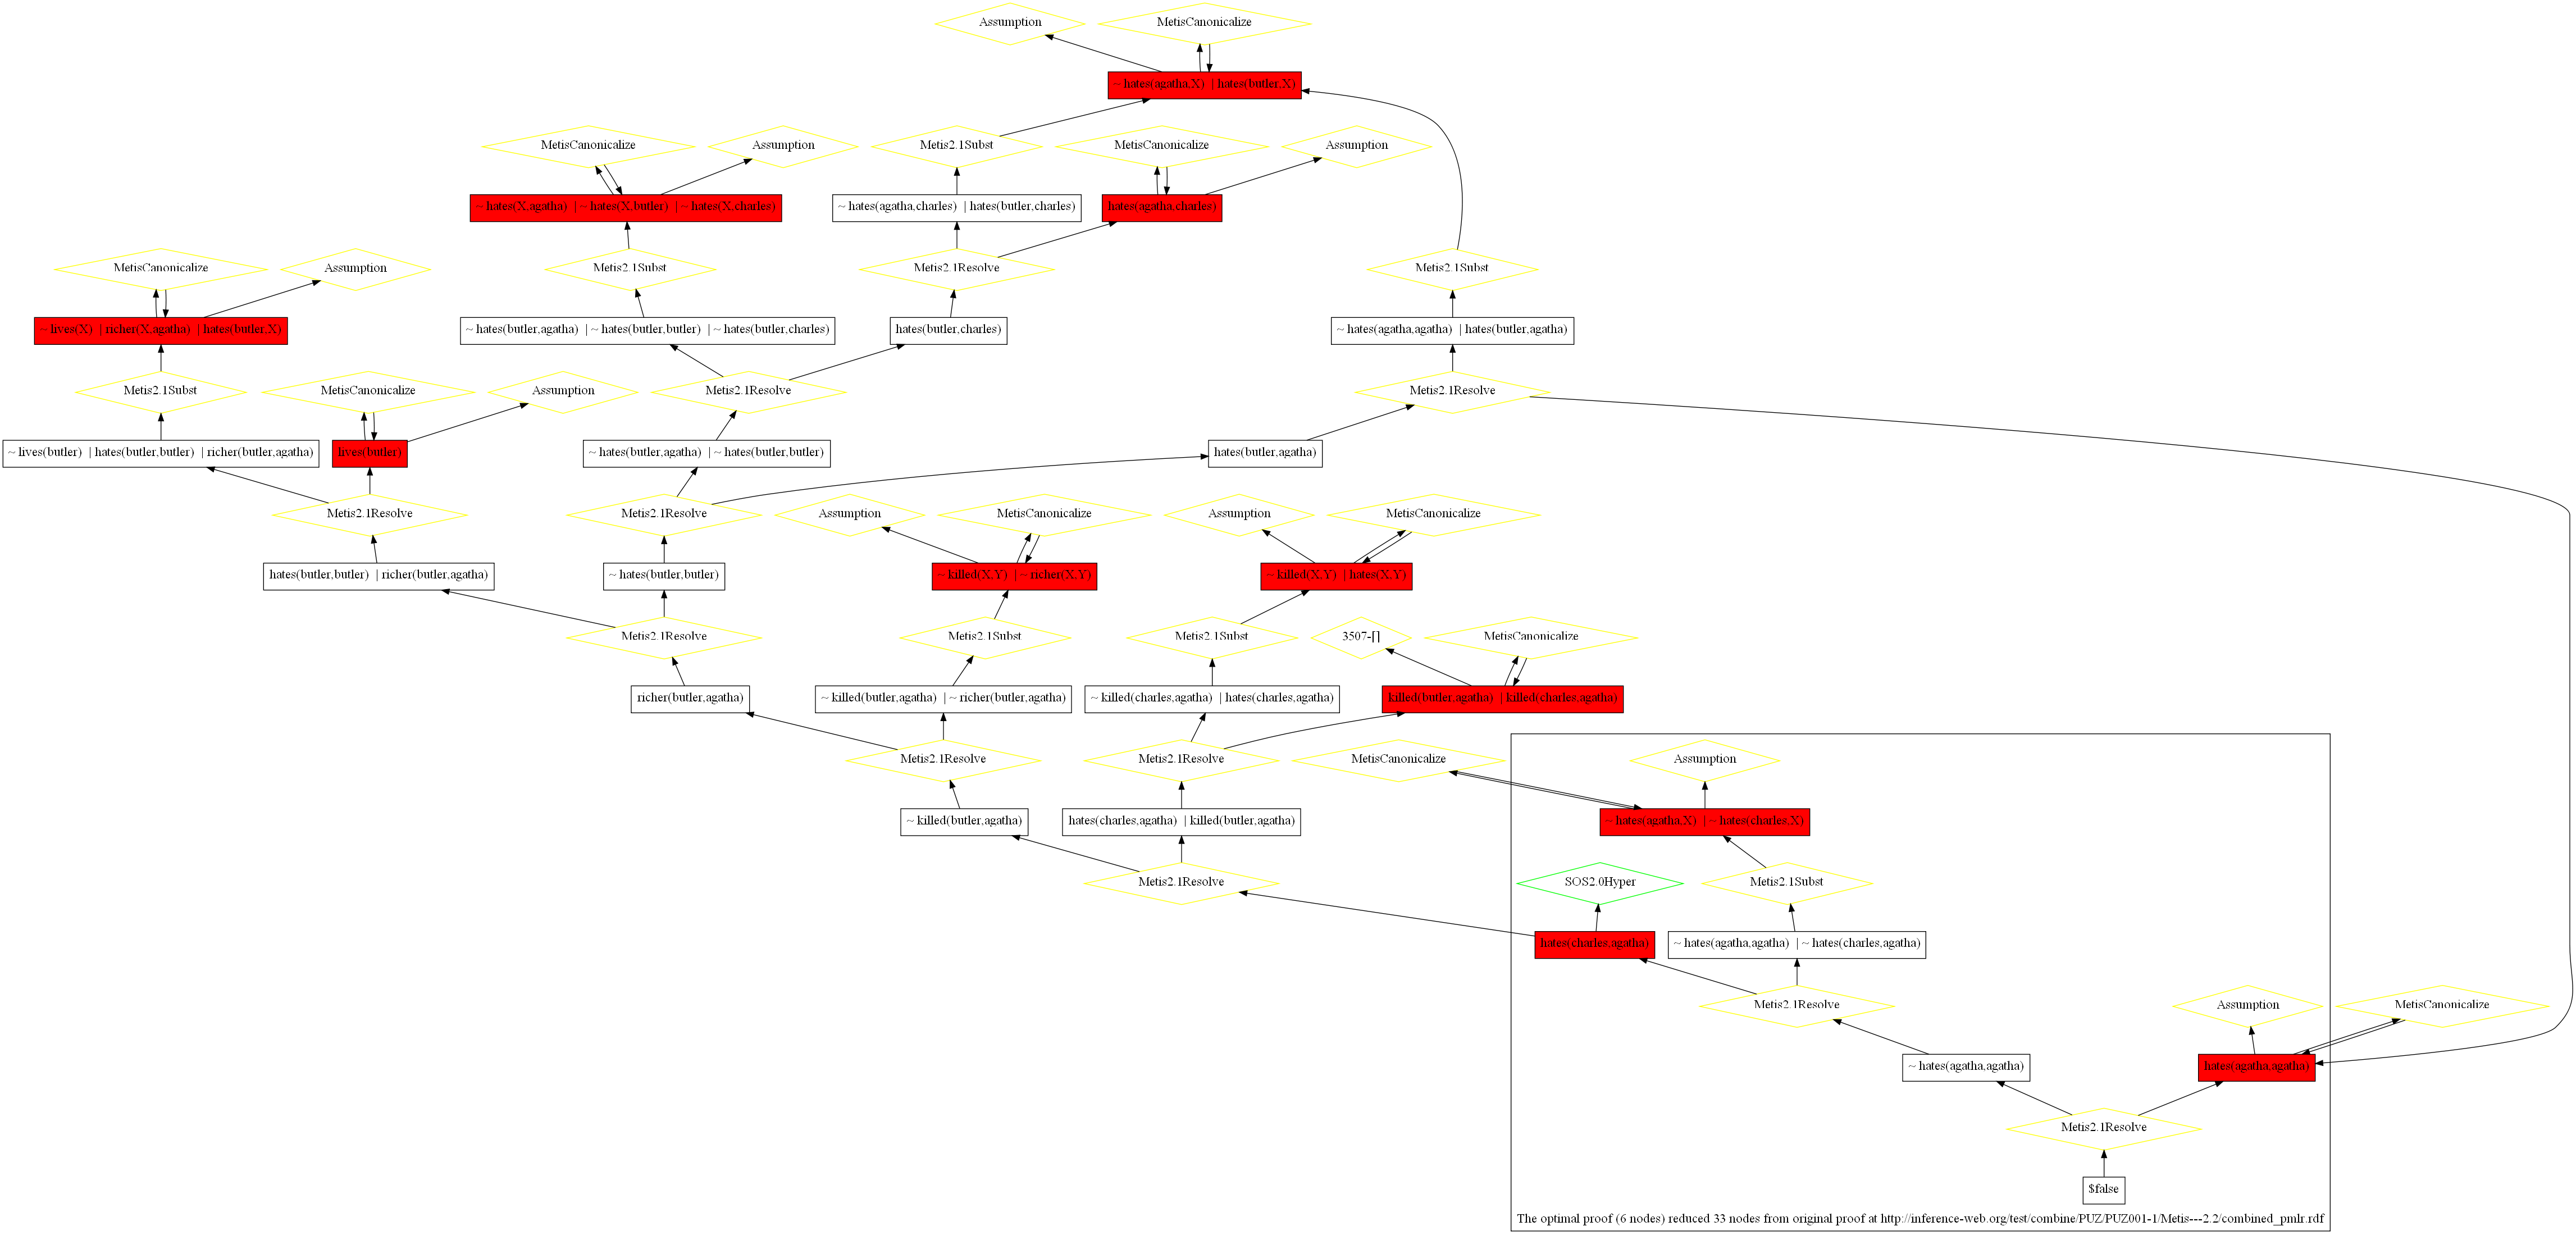 Assumption
MetisCanonicalize
~ hates(agatha,X) | hates(butler,X)
MetisCanonicalize
Assumption
Metis2.1Subst
MetisCanonicalize
Assumption
~ hates(X,agatha) | ~ hates(X,butler) | ~ hates(X,charles)
~ hates(agatha,charles) | hates(butler,charles)
hates(agatha,charles)
MetisCanonicalize
Assumption
Metis2.1Subst
Metis2.1Resolve
Metis2.1Subst
~ lives(X) | richer(X,agatha) | hates(butler,X)
~ hates(butler,agatha) | ~ hates(butler,butler) | ~ hates(butler,charles)
hates(butler,charles)
~ hates(agatha,agatha) | hates(butler,agatha)
Metis2.1Subst
MetisCanonicalize
Assumption
Metis2.1Resolve
Metis2.1Resolve
~ lives(butler) | hates(butler,butler) | richer(butler,agatha)
lives(butler)
~ hates(butler,agatha) | ~ hates(butler,butler)
hates(butler,agatha)
Metis2.1Resolve
Metis2.1Resolve
Assumption
MetisCanonicalize
Assumption
MetisCanonicalize
hates(butler,butler) | richer(butler,agatha)
~ hates(butler,butler)
~ killed(X,Y) | ~ richer(X,Y)
~ killed(X,Y) | hates(X,Y)
Metis2.1Resolve
Metis2.1Subst
Metis2.1Subst
3507-[]
MetisCanonicalize
richer(butler,agatha)
~ killed(butler,agatha) | ~ richer(butler,agatha)
~ killed(charles,agatha) | hates(charles,agatha)
killed(butler,agatha) | killed(charles,agatha)
Metis2.1Resolve
Metis2.1Resolve
MetisCanonicalize
Assumption
~ killed(butler,agatha)
hates(charles,agatha) | killed(butler,agatha)
~ hates(agatha,X) | ~ hates(charles,X)
Metis2.1Resolve
SOS2.0Hyper
Metis2.1Subst
hates(charles,agatha)
~ hates(agatha,agatha) | ~ hates(charles,agatha)
Metis2.1Resolve
Assumption
MetisCanonicalize
~ hates(agatha,agatha)
hates(agatha,agatha)
Metis2.1Resolve
$false
The optimal proof (6 nodes) reduced 33 nodes from original proof at http://inference-web.org/test/combine/PUZ/PUZ001-1/Metis---2.2/combined_pmlr.rdf